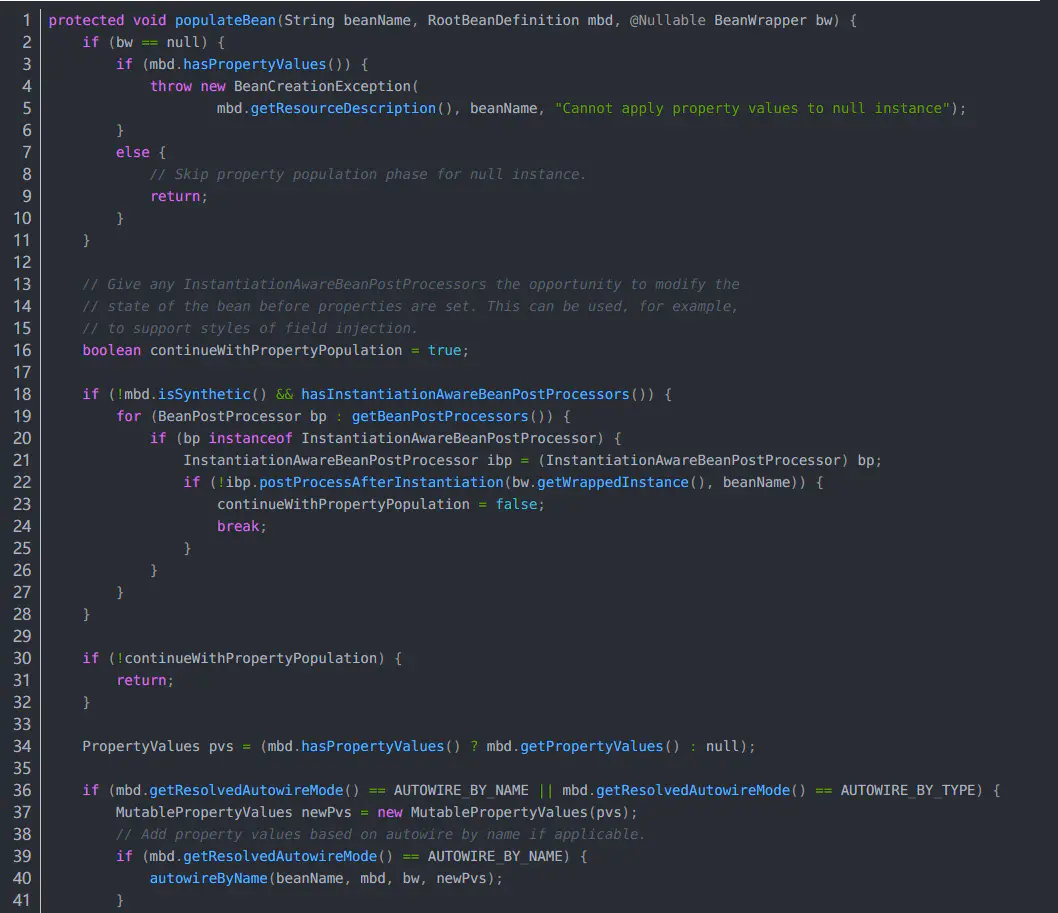 1 protected void populateBean(String beanName, RootBeanDefinition mbd, @Nullable BeanWrapper bw) {
2     if (bw == null) {
3         if (mbd.hasPropertyValues()) {
4             throw new BeanCreationException(
5                     mbd.getResourceDescription(), beanName, "Cannot apply property values to null instance");
6         }
7         else {
8             // Skip property population phase for null instance.
9             return;
10         }
11     }
12
13     // Give any InstantiationAwareBeanPostProcessors the opportunity to modify the
14     // state of the bean before properties are set. This can be used, for example,
15     // to support styles of field injection.
16     boolean continueWithPropertyPopulation = true;
17
18     if (!mbd.isSynthetic() && hasInstantiationAwareBeanPostProcessors()) {
19         for (BeanPostProcessor bp : getBeanPostProcessors()) {
20             if (bp instanceof InstantiationAwareBeanPostProcessor) {
21                 InstantiationAwareBeanPostProcessor ibp = (InstantiationAwareBeanPostProcessor) bp;
22                 if (!ibp.postProcessAfterInstantiation(bw.getWrappedInstance(), beanName)) {
23                     continueWithPropertyPopulation = false;
24                     break;
25                 }
26             }
27         }
28     }
29
30     if (!continueWithPropertyPopulation) {
31         return;
32     }
33
34     PropertyValues pvs = (mbd.hasPropertyValues() ? mbd.getPropertyValues() : null);
35
36     if (mbd.getResolvedAutowireMode() == AUTOWIRE_BY_NAME || mbd.getResolvedAutowireMode() == AUTOWIRE_BY_TYPE) {
37         MutablePropertyValues newPvs = new MutablePropertyValues(pvs);
38         // Add property values based on autowire by name if applicable.
39         if (mbd.getResolvedAutowireMode() == AUTOWIRE_BY_NAME) {
40             autowireByName(beanName, mbd, bw, newPvs);
41         }